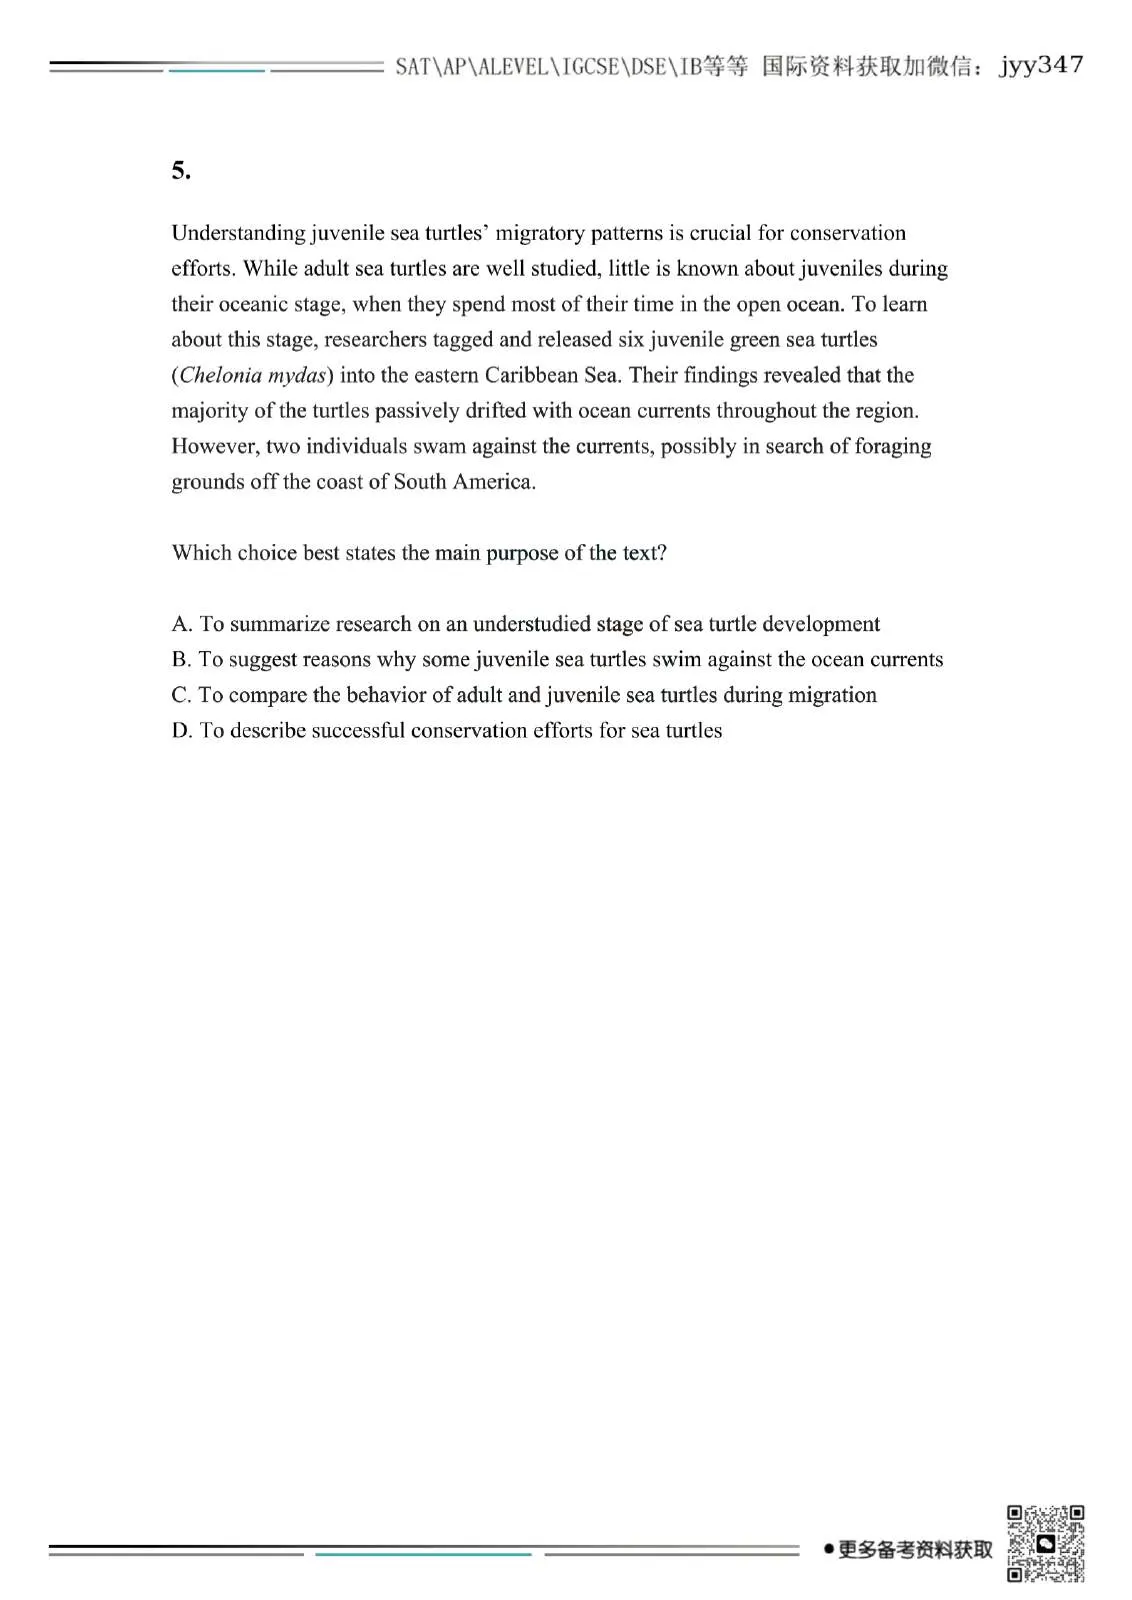 SAT\AP\ALEVEL\IGCSE\DSE\IB等等 国际资料获取加微信：jyy347
5.
Understanding juvenile sea turtles’ migratory patterns is crucial for conservation
efforts. While adult sea turtles are well studied, little is known about juveniles during
their oceanic stage, when they spend most of their time in the open ocean. To learn
about this stage, researchers tagged and released six juvenile green sea turtles
(Chelonia mydas) into the eastern Caribbean Sea. Their findings revealed that the
majority of the turtles passively drifted with ocean currents throughout the region.
However, two individuals swam against the currents, possibly in search of foraging
grounds off the coast of South America.
Which choice best states the main purpose of the text?
A. To summarize research on an understudied stage of sea turtle development
B. To suggest reasons why some juvenile sea turtles swim against the ocean currents
C. To compare the behavior of adult and juvenile sea turtles during migration
D. To describe successful conservation efforts for sea turtles
●更多备考资料获取